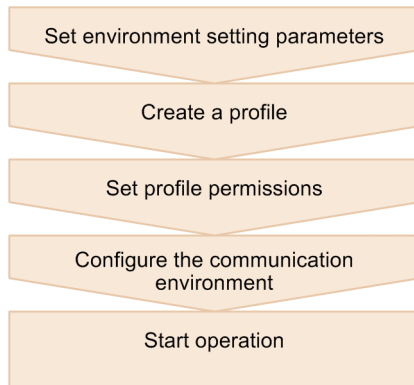 Set environment setting parameters
Create a profile
Set profile permissions
Configure the communication
environment
Start operation